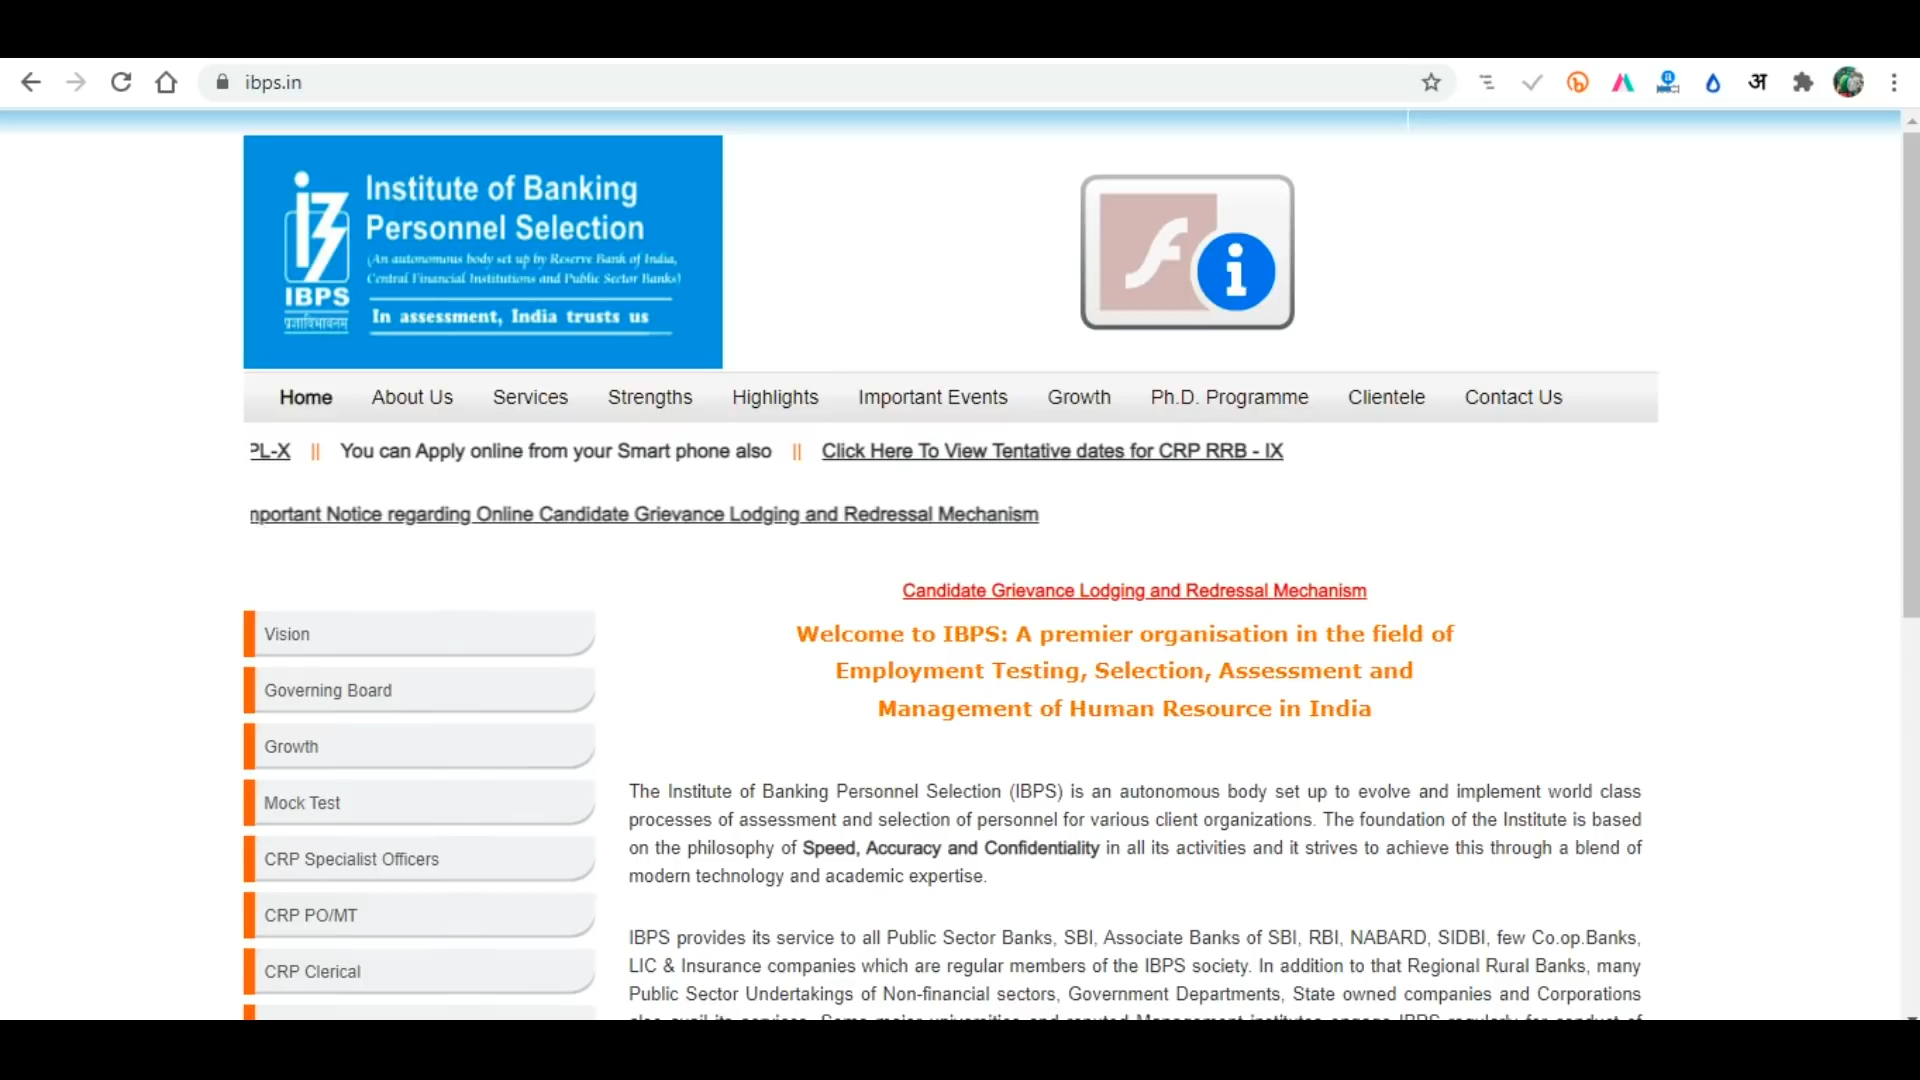 ibps.in
Institute of Banking
Personnel Selection
(An autonomous body set up by Reserve Bank of India,
Central Financial Institutions and Public Sector Banks)
IBPS
In assessment, India trusts us
Home About Us Services Strengths Highlights Important Events Growth Ph.D. Programme Clientele Contact Us
PL-X || You can Apply online from your Smart phone also || Click Here To View Tentative dates for CRP RRB - IX
mportant Notice regarding Online Candidate Grievance Lodging and Redressal Mechanism
Candidate Grievance Lodging and Redressal Mechanism
Welcome to IBPS: A premier organisation in the field of
Employment Testing, Selection, Assessment and
Management of Human Resource in India
Vision
Governing Board
Growth
Mock Test
CRP Specialist Officers
CRP PO/MT
CRP Clerical
The Institute of Banking Personnel Selection (IBPS) is an autonomous body set up to evolve and implement world class
processes of assessment and selection of personnel for various client organizations. The foundation of the Institute is based
on the philosophy of Speed, Accuracy and Confidentiality in all its activities and it strives to achieve this through a blend of
modern technology and academic expertise.
IBPS provides its service to all Public Sector Banks, SBI, Associate Banks of SBI, RBI, NABARD, SIDBI, few Co.op.Banks,
LIC & Insurance companies which are regular members of the IBPS society. In addition to that Regional Rural Banks, many
Public Sector Undertakings of Non-financial sectors, Government Departments, State owned companies and Corporations